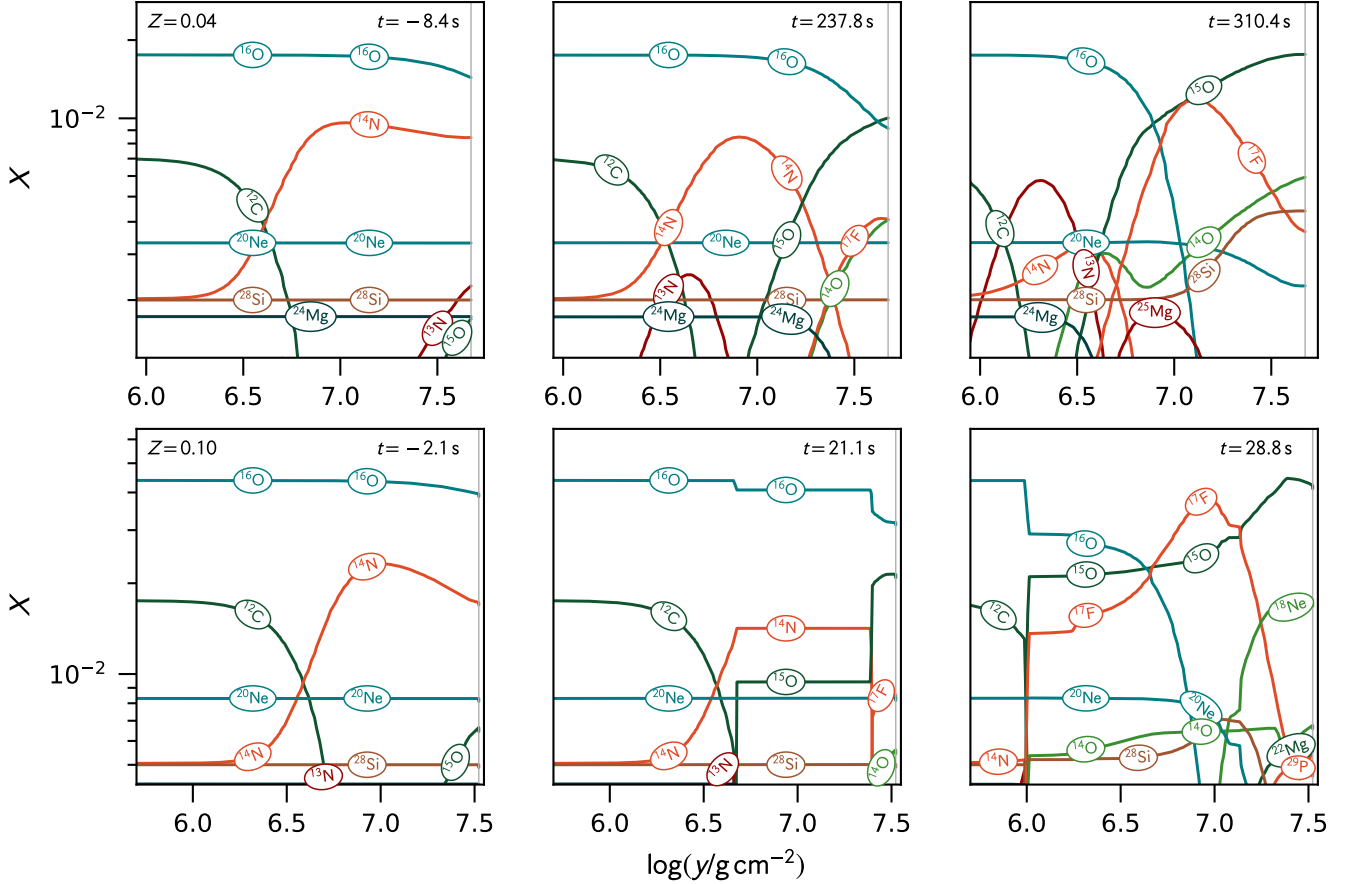 Z = 0.04 t = −8.4 s
¹⁶O ¹⁶O
¹⁴N
¹²C
²⁰Ne ²⁰Ne
²⁸Si ²⁸Si
²⁴Mg
¹³N ¹⁵O
10⁻²
X
6.0 6.5 7.0 7.5
t = 237.8 s
¹⁶O ¹⁶O
¹²C ¹⁴N
¹⁴N ²⁰Ne ¹⁵O ¹⁷F
¹³N ²⁸Si ¹⁴O
²⁴Mg ²⁴Mg
6.0 6.5 7.0 7.5
t = 310.4 s
¹⁶O
¹⁵O
¹⁷F
¹²C
²⁰Ne ¹⁴O
¹⁴N ¹³N ²⁸Si
²⁸Si
²⁴Mg ²⁵Mg
6.0 6.5 7.0 7.5
Z = 0.10 t = −2.1 s
¹⁶O ¹⁶O
¹⁴N
¹²C
²⁰Ne ²⁰Ne
¹⁴N ¹⁵O
¹³N ²⁸Si
10⁻²
X
6.0 6.5 7.0 7.5
t = 21.1 s
¹⁶O ¹⁶O
¹²C ¹⁴N
²⁰Ne ¹⁵O ¹⁷F
¹⁴N
¹³N ²⁸Si ¹⁴O
6.0 6.5 7.0 7.5
log(y/g cm⁻²)
t = 28.8 s
¹⁷F
¹⁶O
¹⁵O ¹⁵O
¹²C ¹⁷F ¹⁸Ne
²⁰Ne ²⁰Ne
¹⁴O ¹⁴O
¹⁴N ²⁸Si ²²Mg
²⁹P
6.0 6.5 7.0 7.5